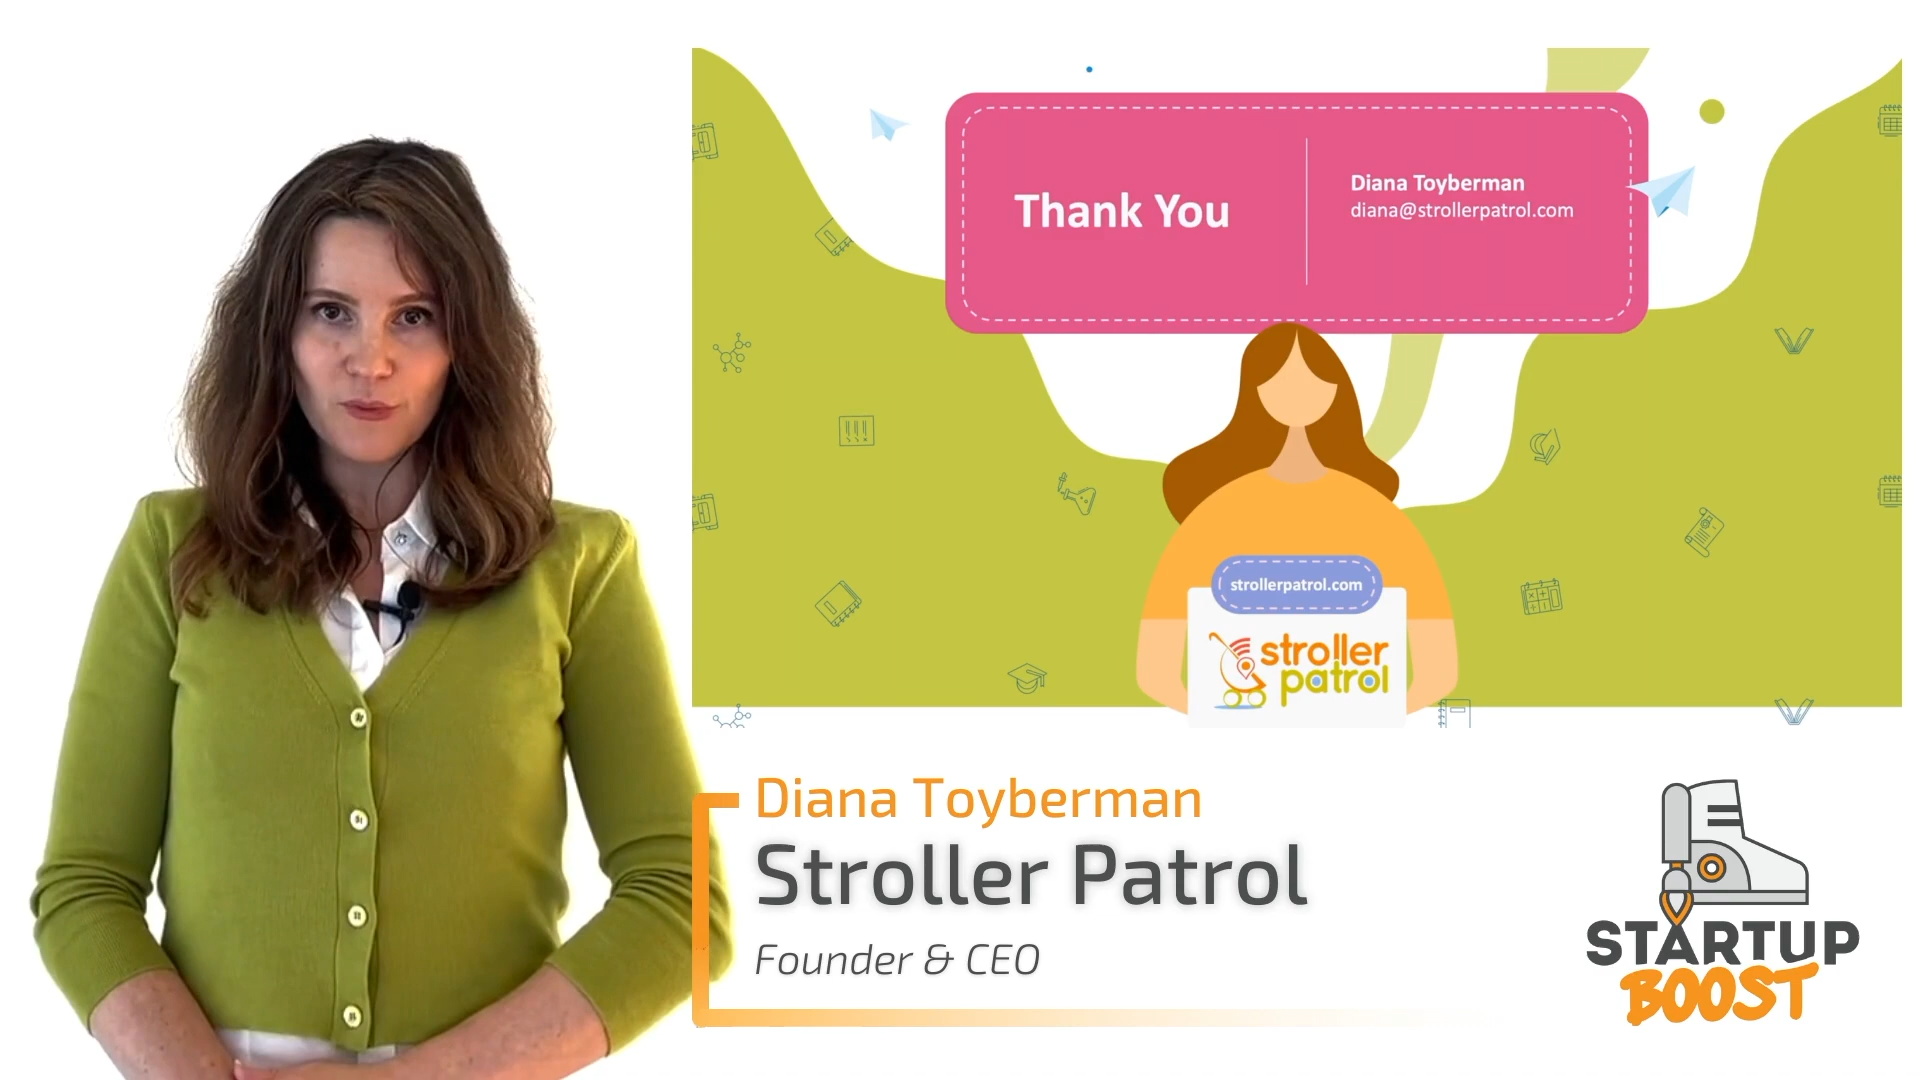 Thank You
Diana Toyberman
diana@strollerpatrol.com
strollerpatrol.com
stroller
patrol
Diana Toyberman
Stroller Patrol
Founder & CEO
STARTUP
BOOST